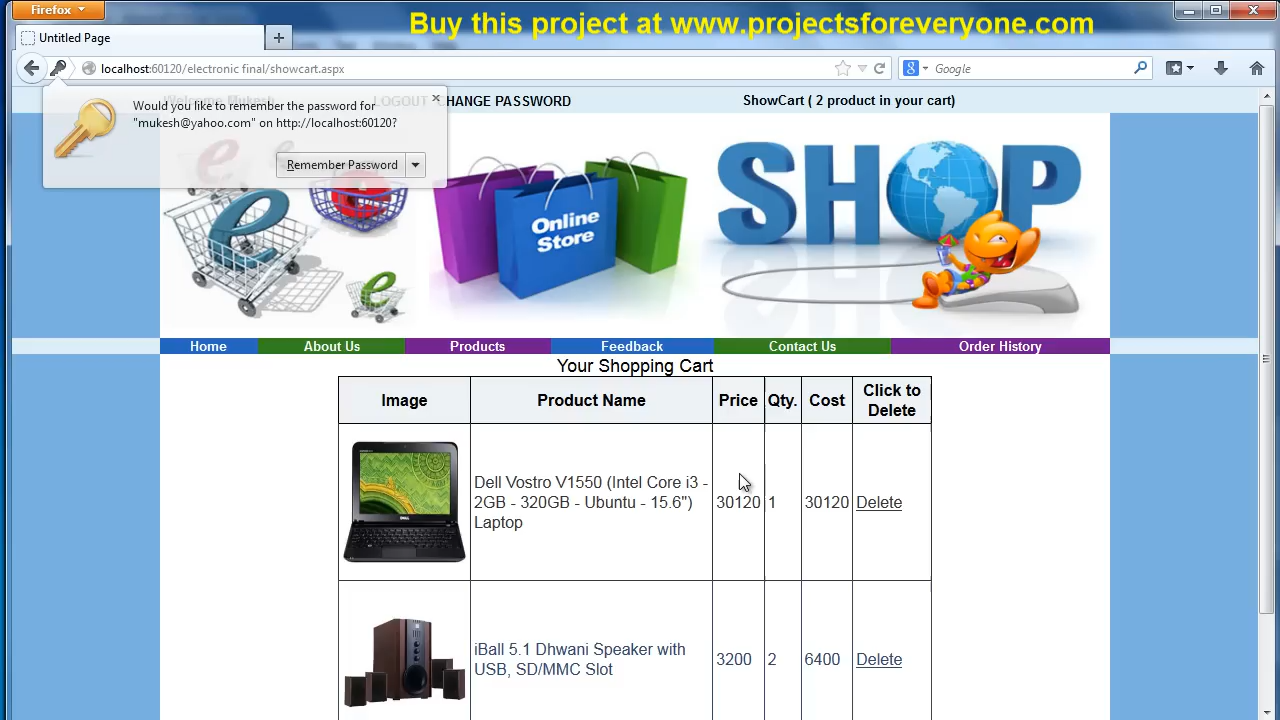 Firefox
Buy this project at www.projectsforeveryone.com
Untitled Page
localhost:60120/electronic final/showcart.aspx
Google
Would you like to remember the password for
"mukesh@yahoo.com" on http://localhost:60120?
Remember Password
LOGOUT CHANGE PASSWORD
ShowCart ( 2 product in your cart)
Online
Store
SHOP
Home About Us Products Feedback Contact Us Order History
Your Shopping Cart
Image Product Name Price Qty. Cost Click to
Delete
Dell Vostro V1550 (Intel Core i3 -
2GB - 320GB - Ubuntu - 15.6") 30120 1 30120 Delete
Laptop
iBall 5.1 Dhwani Speaker with
USB, SD/MMC Slot
3200 2 6400 Delete